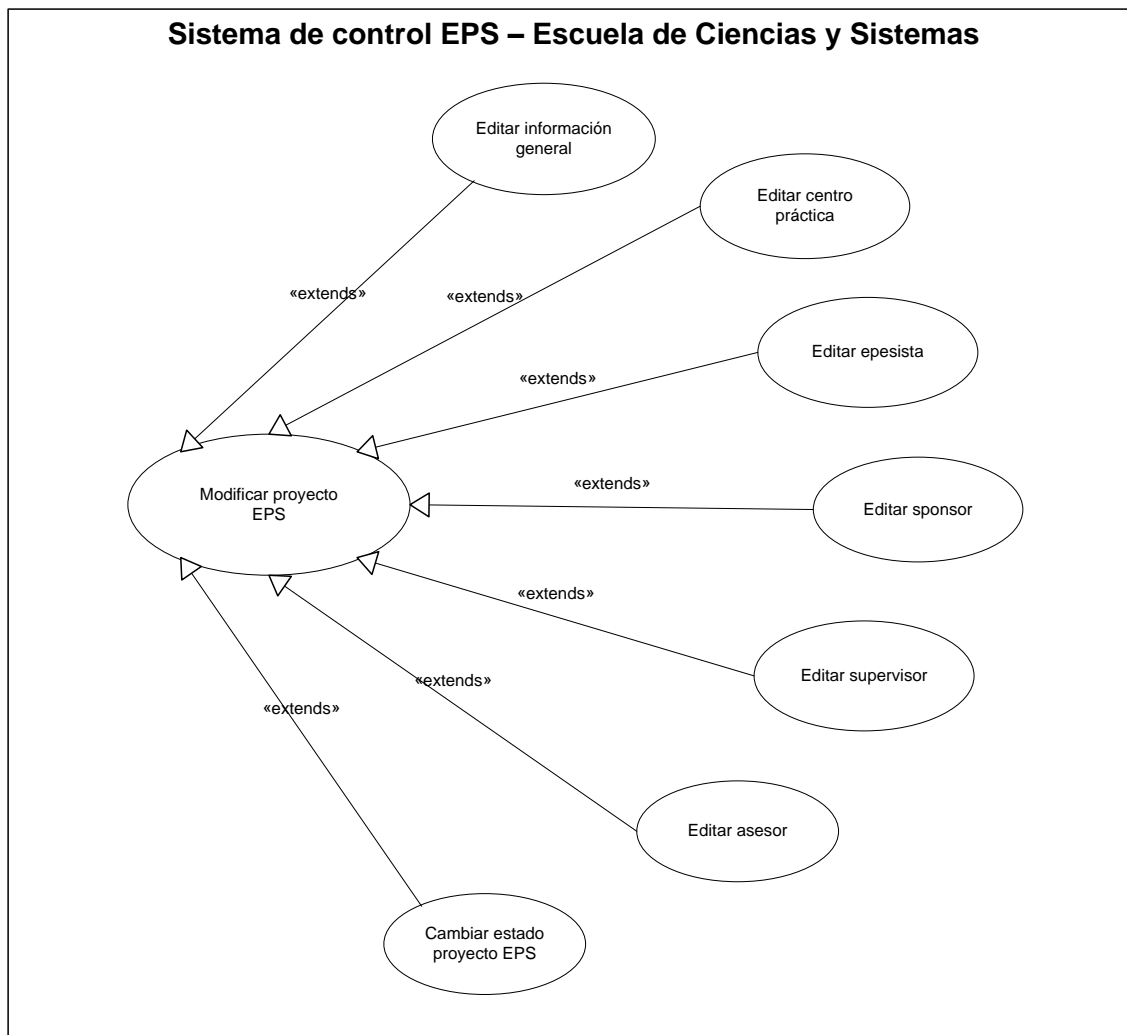 Sistema de control EPS – Escuela de Ciencias y Sistemas
Editar información
general
Editar centro
práctica
«extends»
«extends»
Editar epesista
«extends»
Modificar proyecto
EPS
«extends»
Editar sponsor
«extends»
Editar supervisor
«extends»
«extends»
Editar asesor
Cambiar estado
proyecto EPS